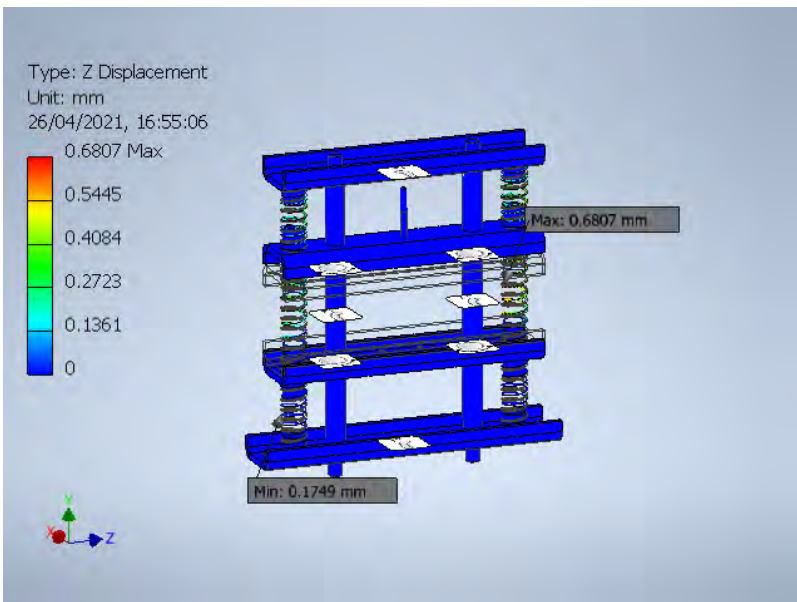 Type: Z Displacement
Unit: mm
26/04/2021, 16:55:06
0.6807 Max
0.5445
0.4084
0.2723
0.1361
0
Max: 0.6807 mm
Min: 0.1749 mm
Y
X
Z